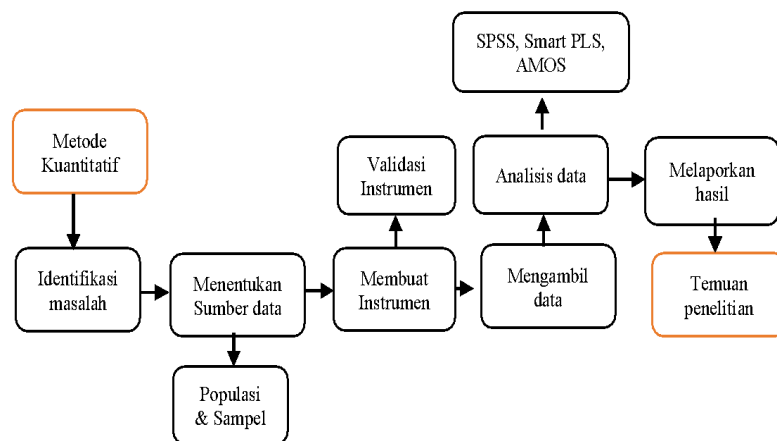 Metode
Kuantitatif
Identifikasi
masalah
Menentukan
Sumber data
Populasi
& Sampel
Membuat
Instrumen
Validasi
Instrumen
Mengambil
data
Analisis data
SPSS, Smart PLS,
AMOS
Melaporkan
hasil
Temuan
penelitian